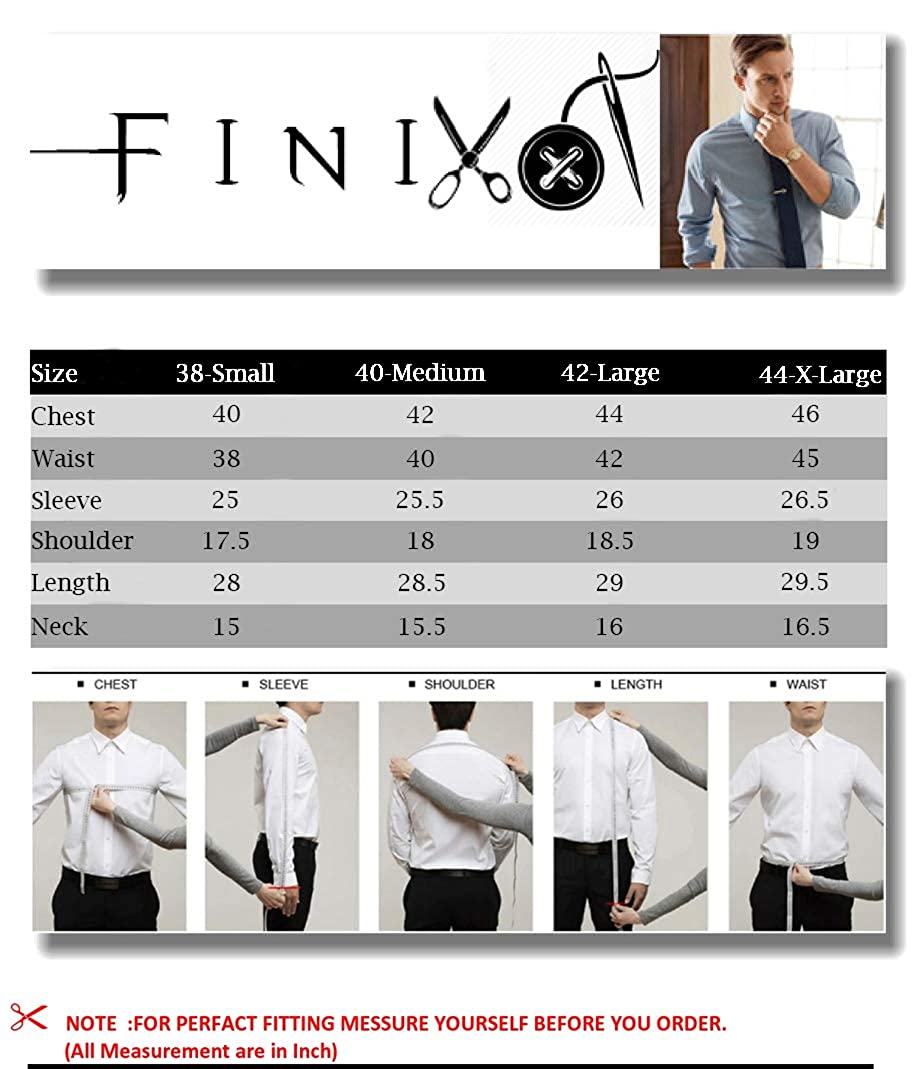 FINIX
Size 38-Small 40-Medium 42-Large 44-X-Large
Chest 40 42 44 46
Waist 38 40 42 45
Sleeve 25 25.5 26 26.5
Shoulder 17.5 18 18.5 19
Length 28 28.5 29 29.5
Neck 15 15.5 16 16.5
CHEST SLEEVE SHOULDER LENGTH WAIST
NOTE :FOR PERFACT FITTING MESSURE YOURSELF BEFORE YOU ORDER.
(All Measurement are in Inch)